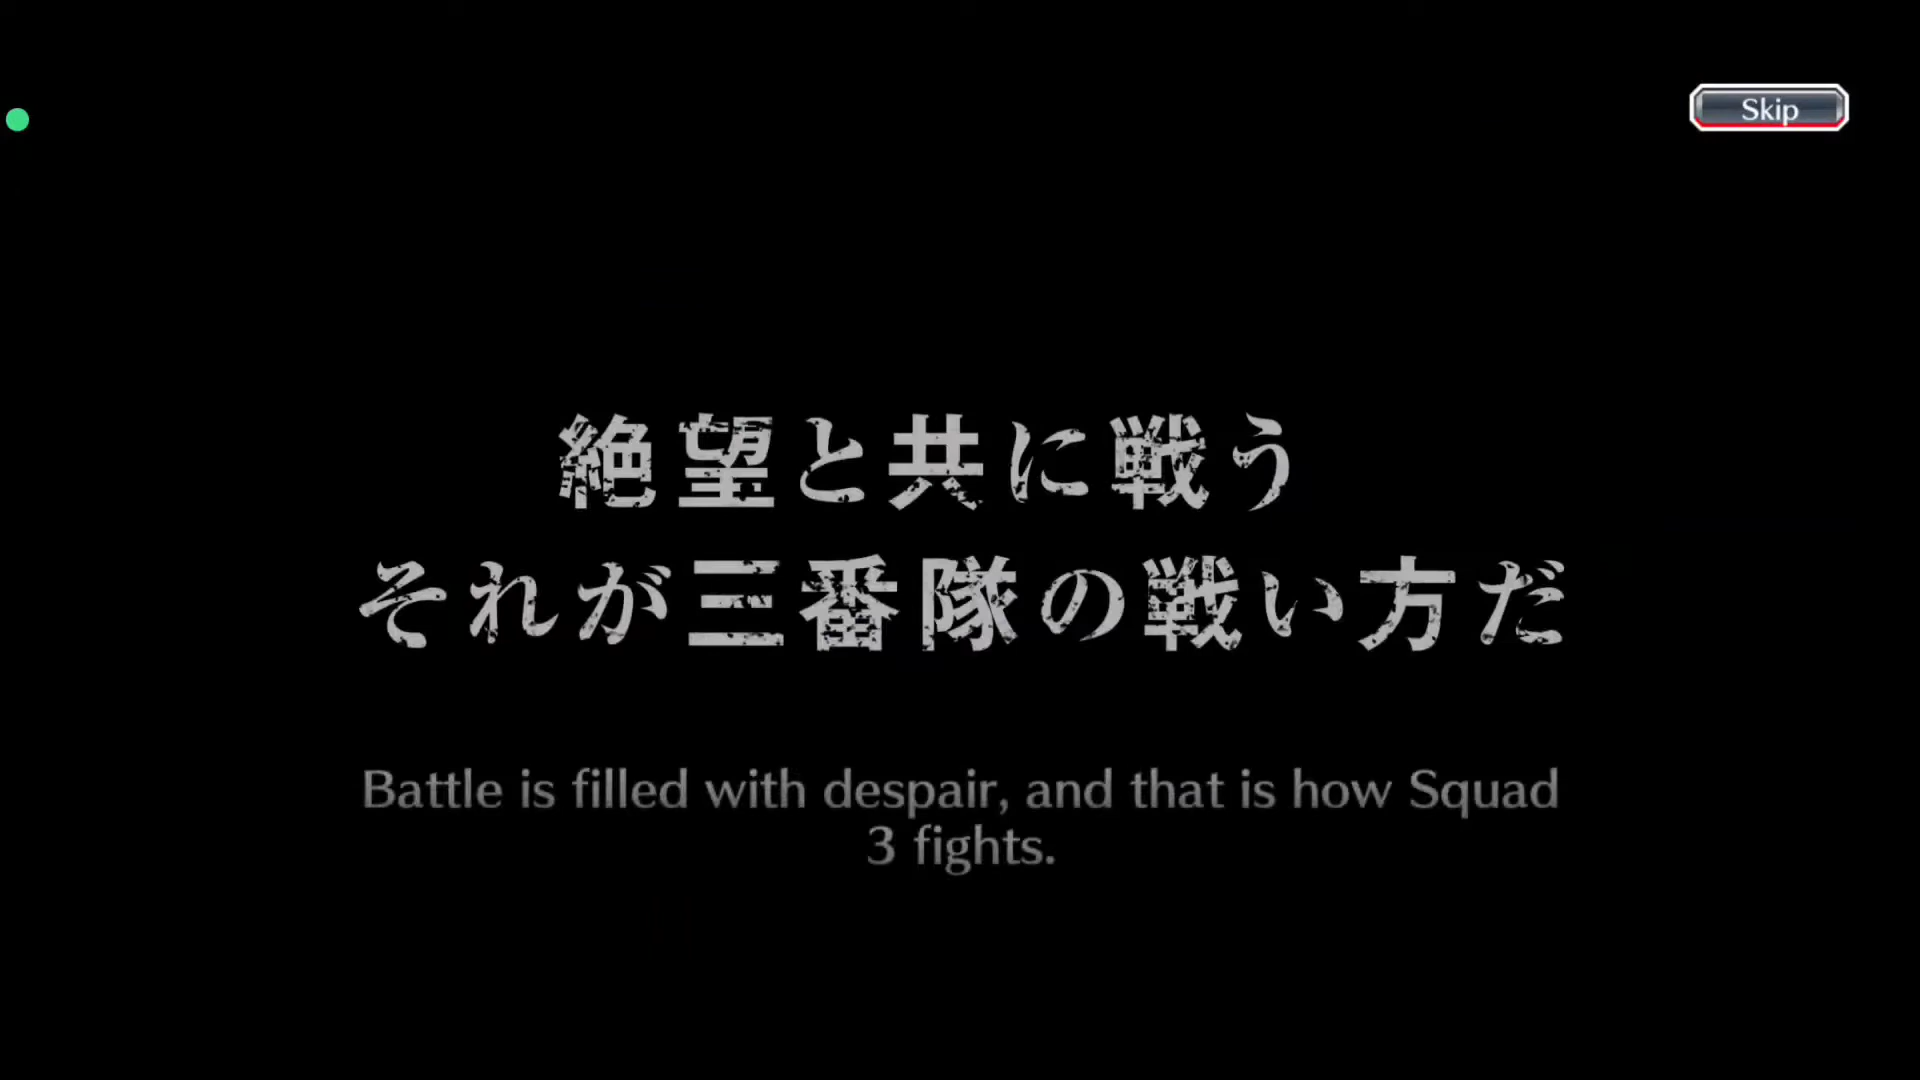 Skip
絶望と共に戦う
それが三番隊の戦い方だ
Battle is filled with despair, and that is how Squad
3 fights.